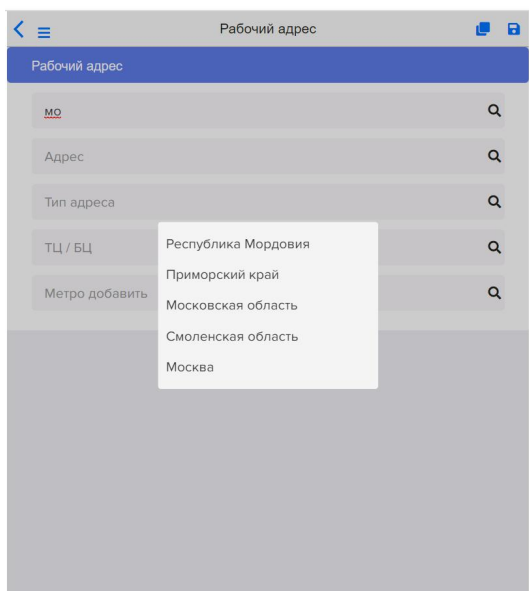 Рабочий адрес
Рабочий адрес
мо
Адрес
Тип адреса
ТЦ / БЦ
Метро добавить
Республика Мордовия
Приморский край
Московская область
Смоленская область
Москва